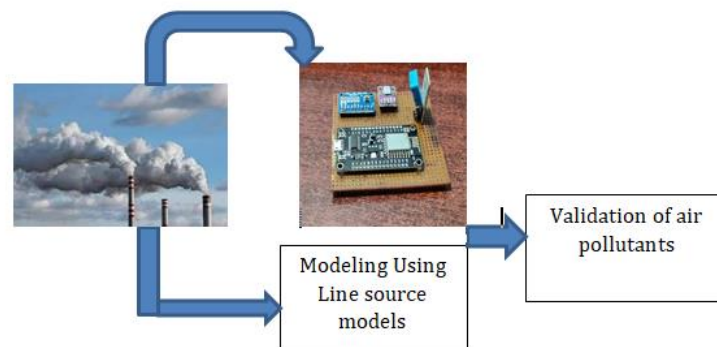 Modeling Using
Line source
models
Validation of air
pollutants